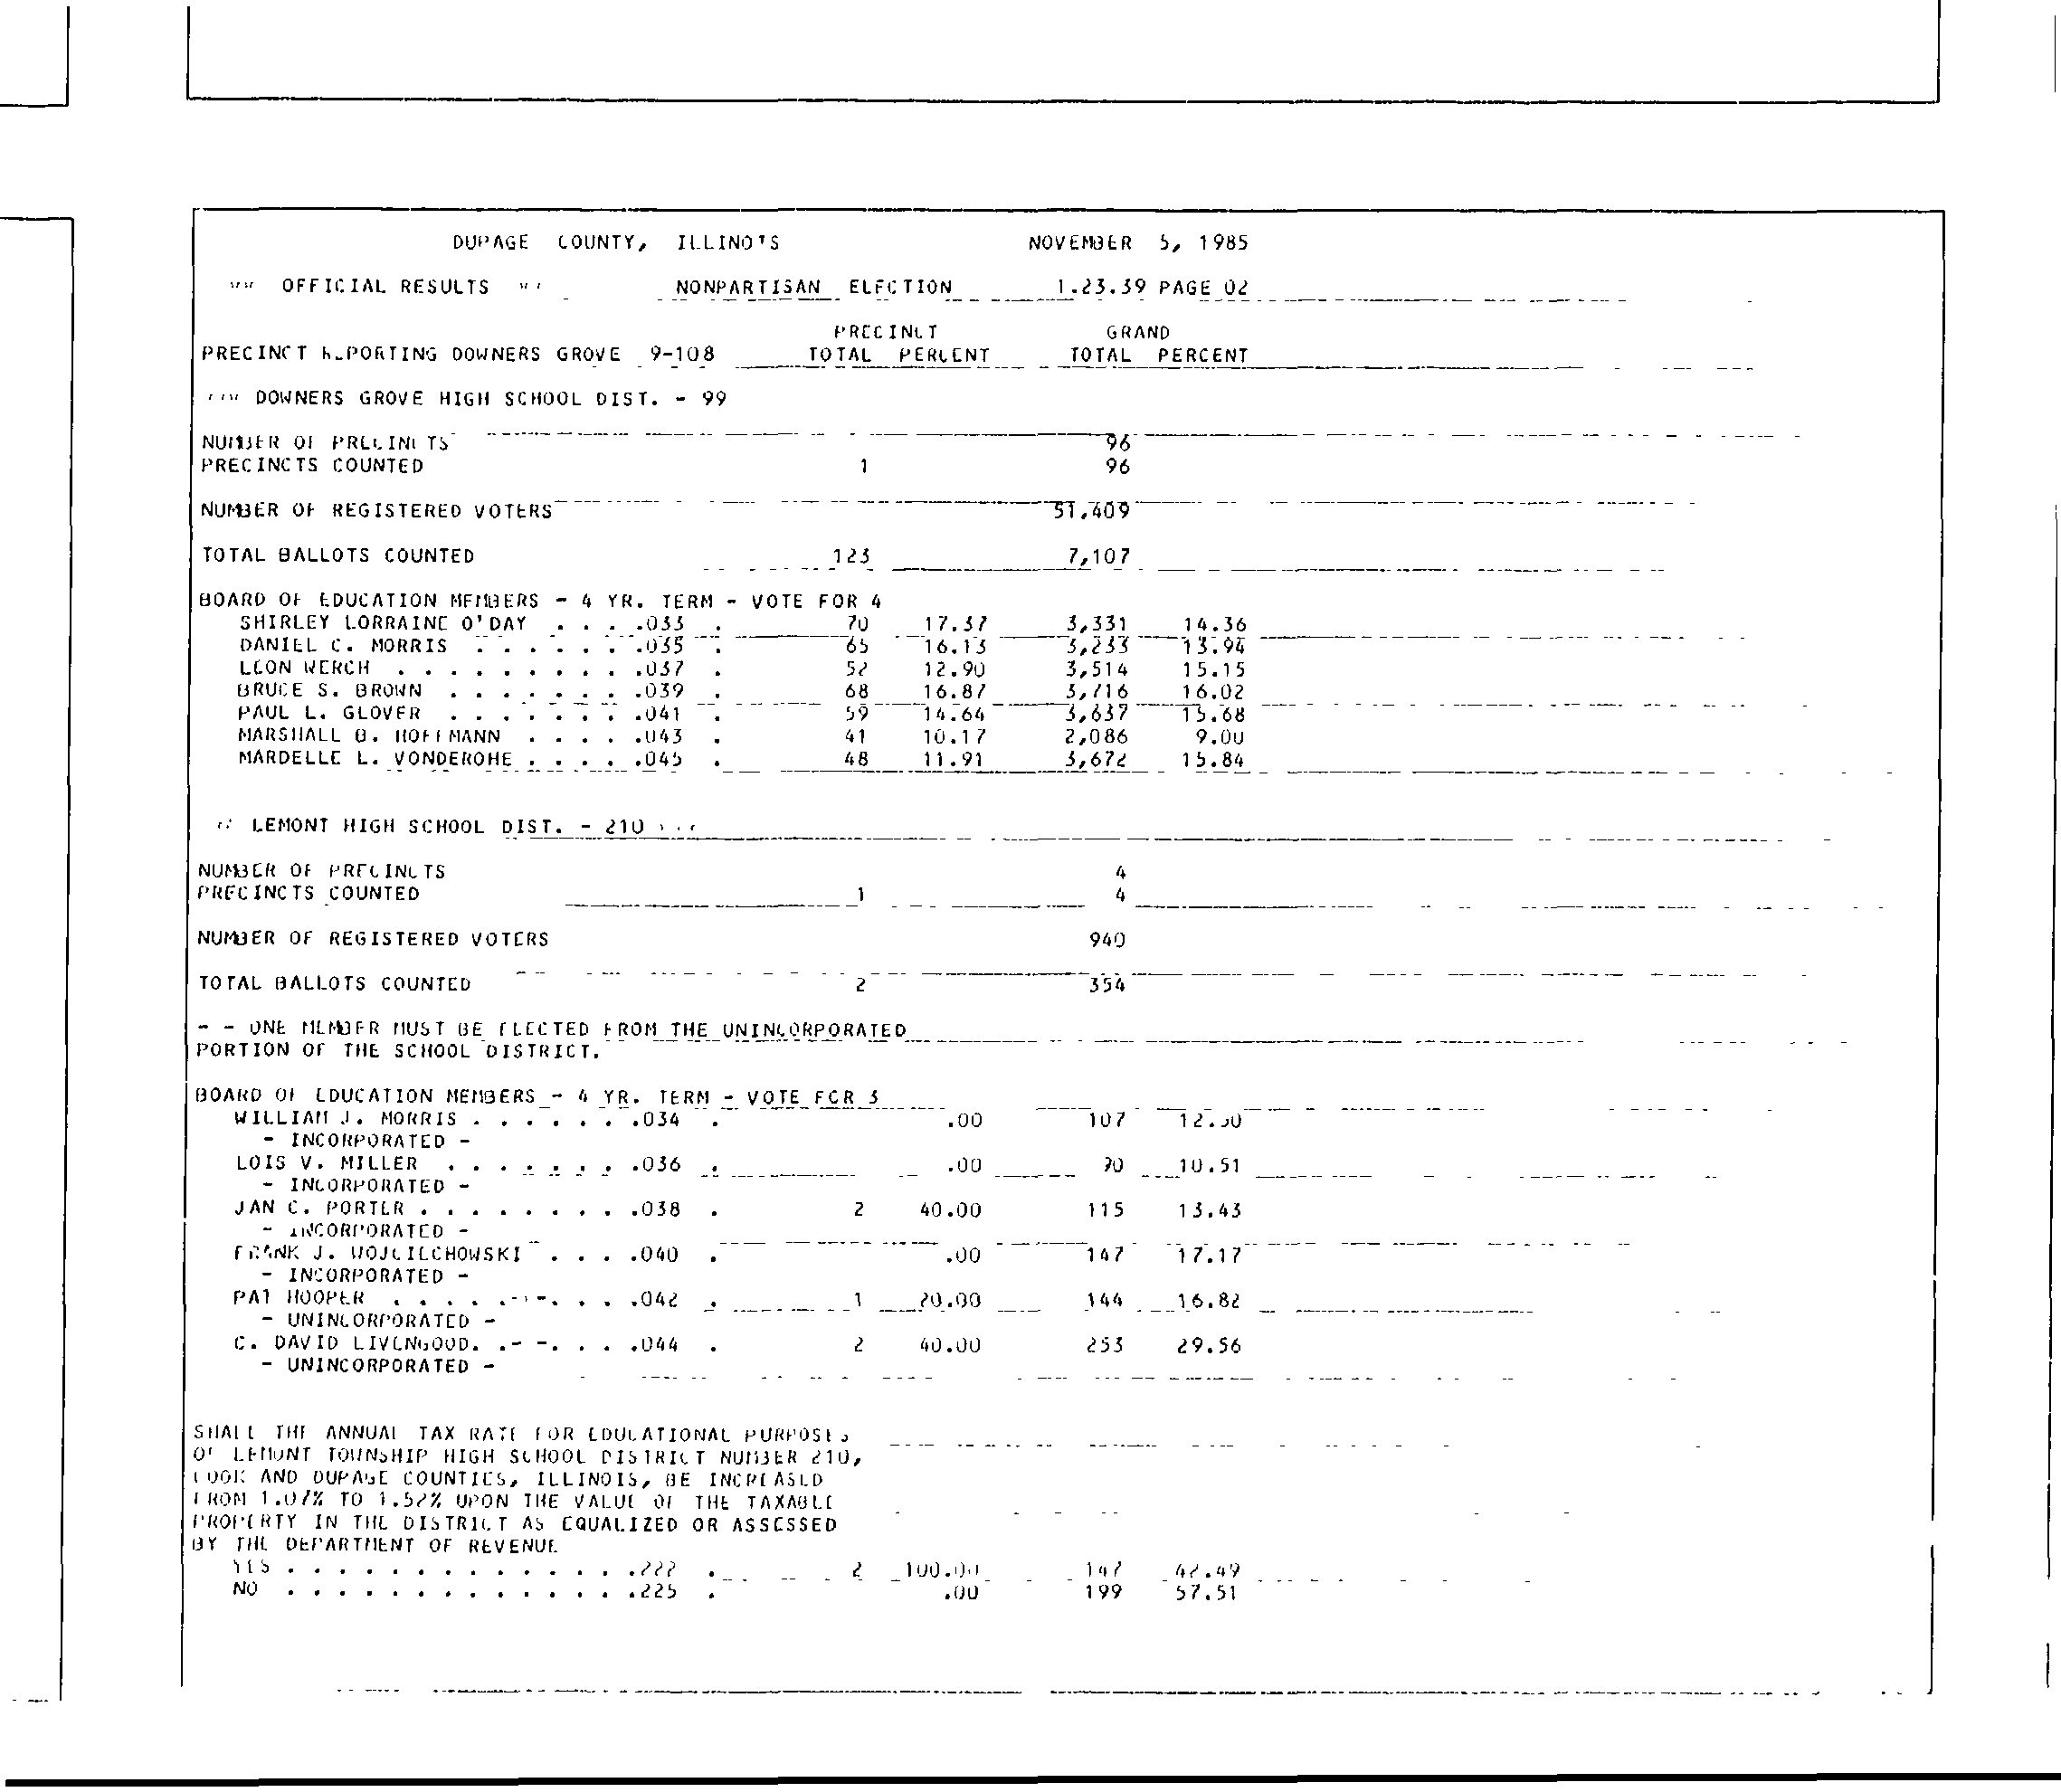 DUPAGE COUNTY, ILLINOIS NOVEMBER 5, 1985
OFFICIAL RESULTS NONPARTISAN ELECTION 1.23.39 PAGE 02
PRECINCT GRAND
PRECINCT REPORTING DOWNERS GROVE 9-108 TOTAL PERCENT TOTAL PERCENT
DOWNERS GROVE HIGH SCHOOL DIST. - 99
NUMBER OF PRECINCTS 96
PRECINCTS COUNTED 1 96
NUMBER OF REGISTERED VOTERS 51,409
TOTAL BALLOTS COUNTED 123 7,107
BOARD OF EDUCATION MEMBERS - 4 YR. TERM - VOTE FOR 4
SHIRLEY LORRAINE O'DAY . . . .033 . 70 17.37 3,331 14.36
DANIEL C. MORRIS . . . . . . .035 . 65 16.13 3,233 13.94
LEON WERCH . . . . . . . . . .037 . 52 12.90 3,514 15.15
BRUCE S. BROWN . . . . . . . .039 . 68 16.87 3,716 16.02
PAUL L. GLOVER . . . . . . . .041 . 59 14.64 3,637 15.68
MARSHALL B. HOFFMANN . . . . .043 . 41 10.17 2,086 9.00
MARDELLE L. VONDEROHE . . . . .045 . 48 11.91 3,672 15.84
LEMONT HIGH SCHOOL DIST. - 210
NUMBER OF PRECINCTS 4
PRECINCTS COUNTED 1 4
NUMBER OF REGISTERED VOTERS 940
TOTAL BALLOTS COUNTED 2 354
- - ONE MEMBER MUST BE ELECTED FROM THE UNINCORPORATED
PORTION OF THE SCHOOL DISTRICT.
BOARD OF EDUCATION MEMBERS - 4 YR. TERM - VOTE FOR 3
WILLIAM J. MORRIS . . . . . . .034 . .00 107 12.50
- INCORPORATED -
LOIS V. MILLER . . . . . . . .036 . .00 90 10.51
- INCORPORATED -
JAN C. PORTER . . . . . . . . .038 . 2 40.00 115 13.43
- INCORPORATED -
FRANK J. WOJCIECHOWSKI . . . .040 . .00 147 17.17
- INCORPORATED -
PAT HOOPER . . . . .--. . . .042 . 1 20.00 144 16.82
- UNINCORPORATED -
C. DAVID LIVENGOOD. .- -. . . .044 . 2 40.00 253 29.56
- UNINCORPORATED -
SHALL THE ANNUAL TAX RATE FOR EDUCATIONAL PURPOSES
OF LEMONT TOWNSHIP HIGH SCHOOL DISTRICT NUMBER 210,
COOK AND DUPAGE COUNTIES, ILLINOIS, BE INCREASED
FROM 1.07% TO 1.52% UPON THE VALUE OF THE TAXABLE
PROPERTY IN THE DISTRICT AS EQUALIZED OR ASSESSED
BY THE DEPARTMENT OF REVENUE
YES . . . . . . . . . . . . . .222 . 2 100.00 147 42.49
NO . . . . . . . . . . . . . .225 . .00 199 57.51